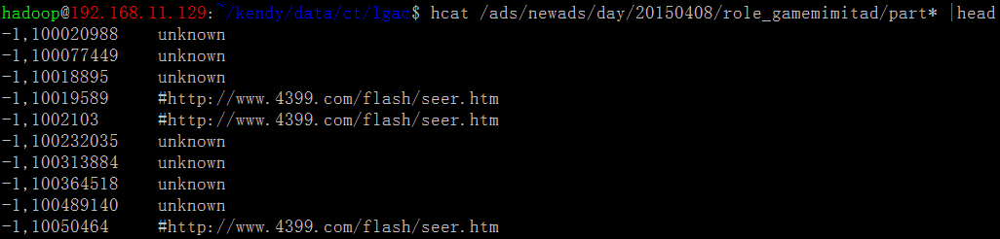 hadoop@192.168.11.129:~/kendy/data/ct/lgac$ hcat /ads/newads/day/20150408/role_gamemimitad/part* |head
-1,100020988 unknown
-1,100077449 unknown
-1,10018895 unknown
-1,10019589 #http://www.4399.com/flash/seer.htm
-1,1002103 #http://www.4399.com/flash/seer.htm
-1,100232035 unknown
-1,100313884 unknown
-1,100364518 unknown
-1,100489140 unknown
-1,10050464 #http://www.4399.com/flash/seer.htm